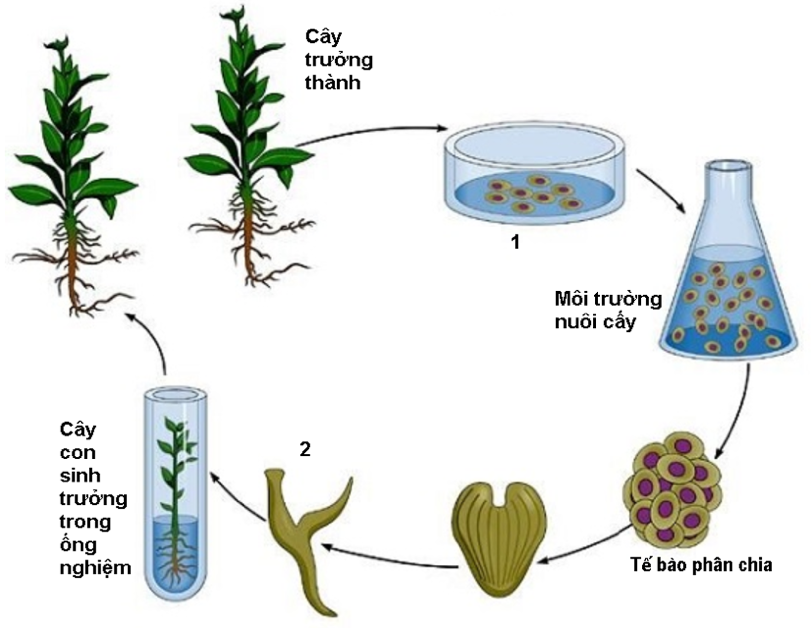 Cây
trưởng
thành
1
Môi trường
nuôi cấy
Tế bào phân chia
2
Cây
con
sinh
trưởng
trong
ống
nghiệm